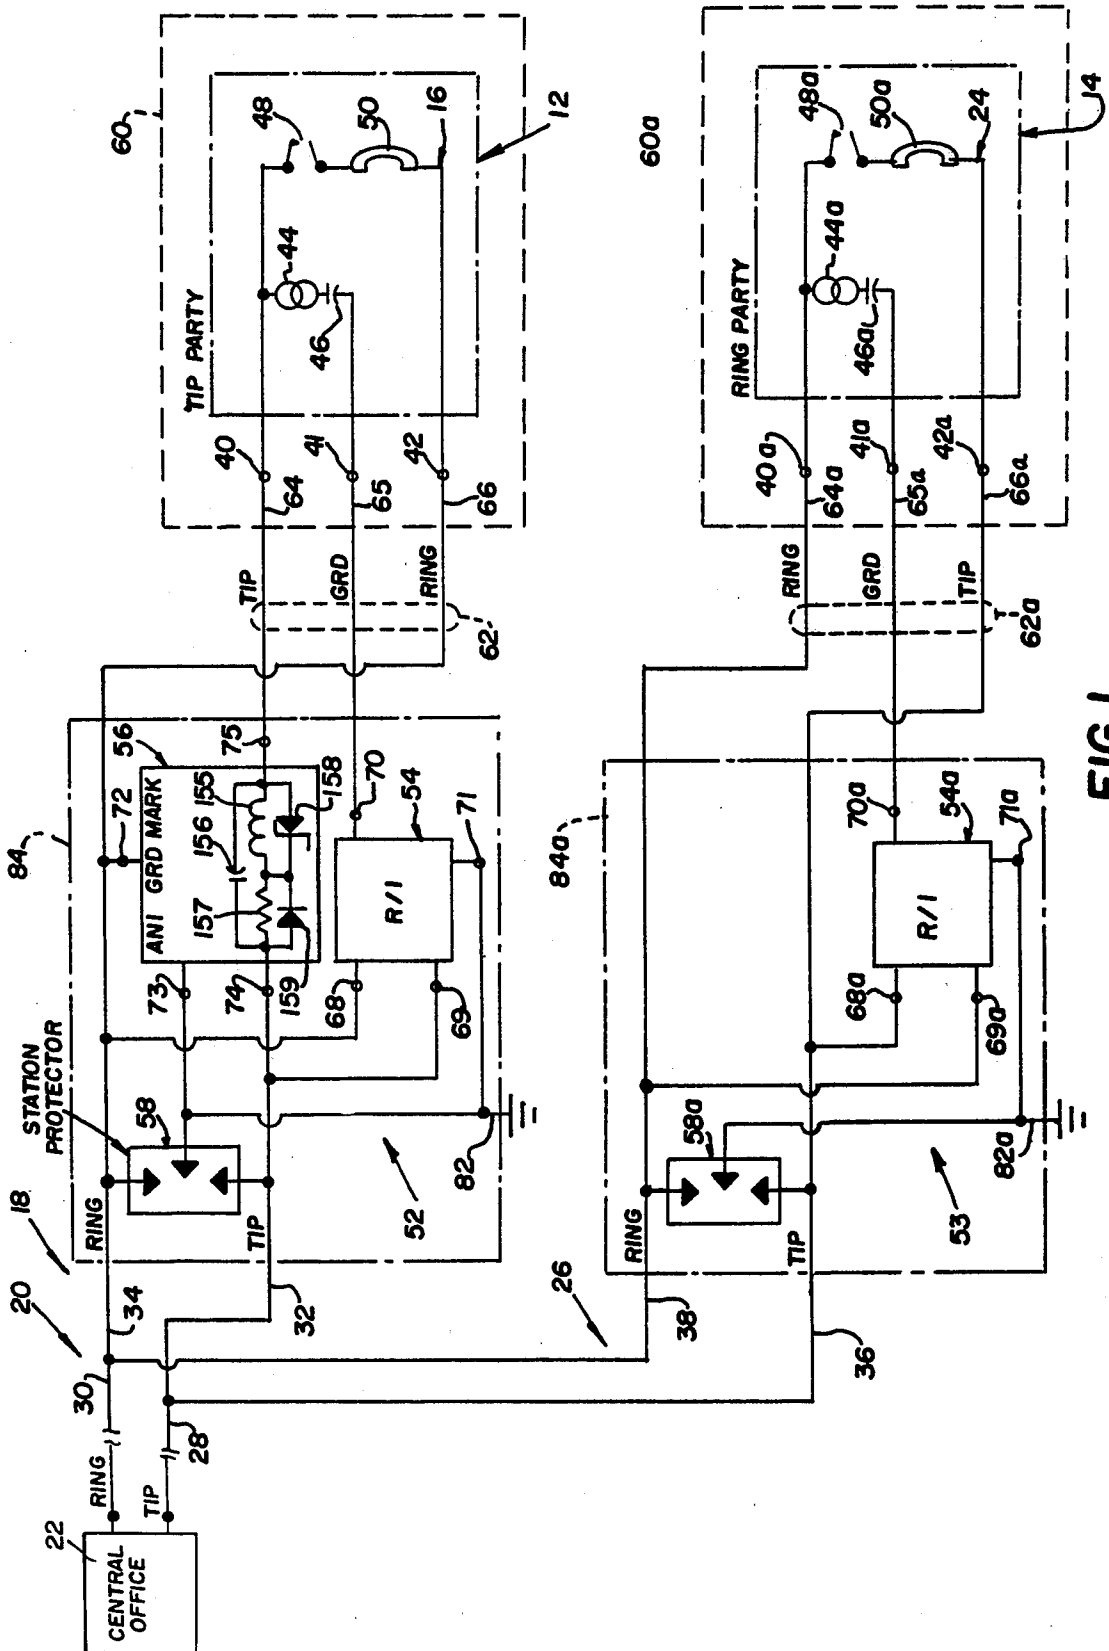 22
CENTRAL
OFFICE
RING
TIP
30
28
20
18
34
32
RING
TIP
STATION
PROTECTOR
58
84
72
56
73
74
75
ANI GRD MARK
157
156
155
158
159
68
69
R/I
54
70
71
52
82
TIP
GRD
RING
62
60
40
64
41
65
42
66
TIP PARTY
44
46
48
50
16
12
26
38
36
RING
TIP
58a
84a
68a
69a
R/I
54a
70a
71a
53
82a
RING
GRD
TIP
62a
60a
40a
64a
41a
65a
42a
66a
RING PARTY
44a
46a
48a
50a
24
14
FIG. 1